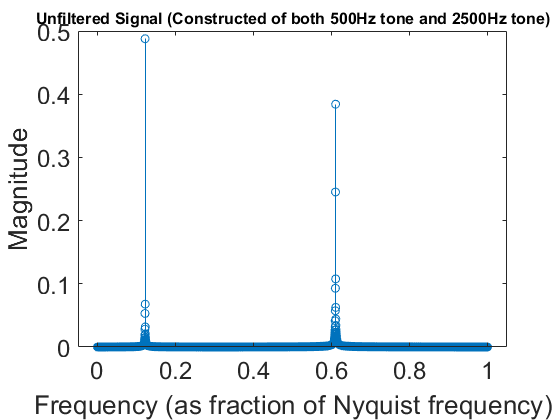 Unfiltered Signal (Constructed of both 500Hz tone and 2500Hz tone)
0.5
0.4
0.3
0.2
0.1
0
Magnitude
0 0.2 0.4 0.6 0.8 1
Frequency (as fraction of Nyquist frequency)